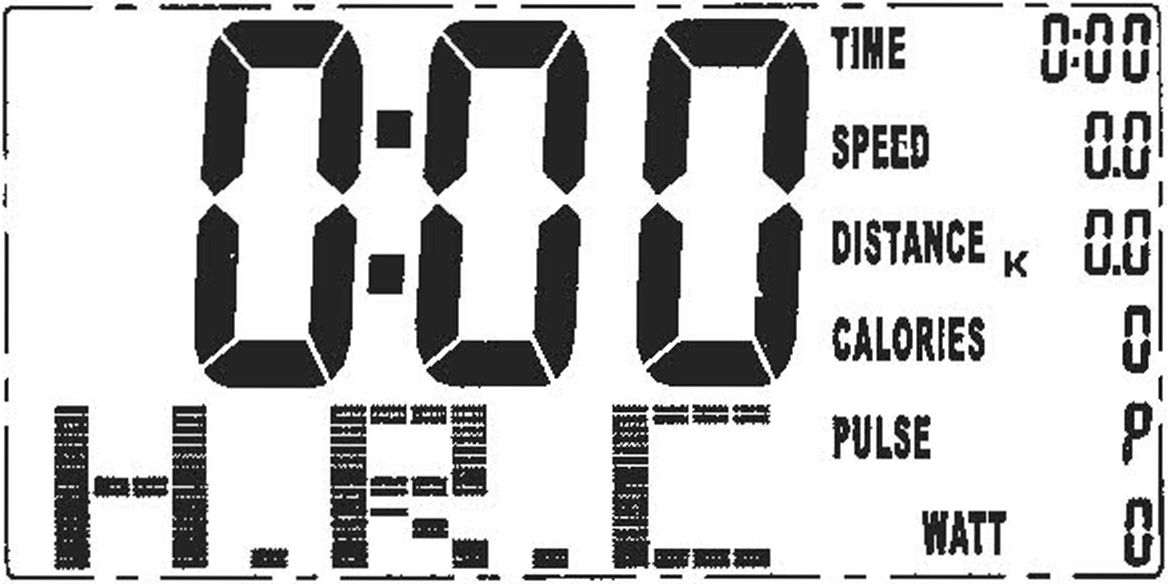 0:00
TIME 0:00
SPEED 0.0
DISTANCE K 0.0
CALORIES 0
PULSE P
WATT 0
H.R.C